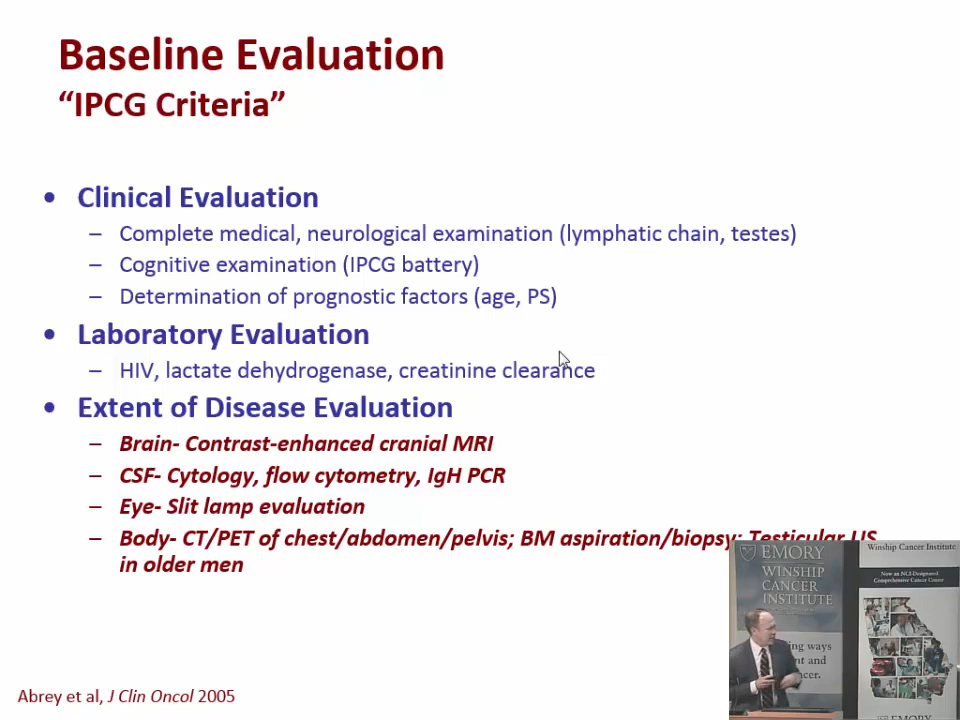 Baseline Evaluation
“IPCG Criteria”
• Clinical Evaluation
– Complete medical, neurological examination (lymphatic chain, testes)
– Cognitive examination (IPCG battery)
– Determination of prognostic factors (age, PS)
• Laboratory Evaluation
– HIV, lactate dehydrogenase, creatinine clearance
• Extent of Disease Evaluation
– Brain- Contrast-enhanced cranial MRI
– CSF- Cytology, flow cytometry, IgH PCR
– Eye- Slit lamp evaluation
– Body- CT/PET of chest/abdomen/pelvis; BM aspiration/biopsy; Testicular US
in older men
EMORY
WINSHIP
CANCER
INSTITUTE
Winship Cancer Institute
Now an NCI-Designated
Comprehensive Cancer Center
ways
and
EMORY
Abrey et al, J Clin Oncol 2005